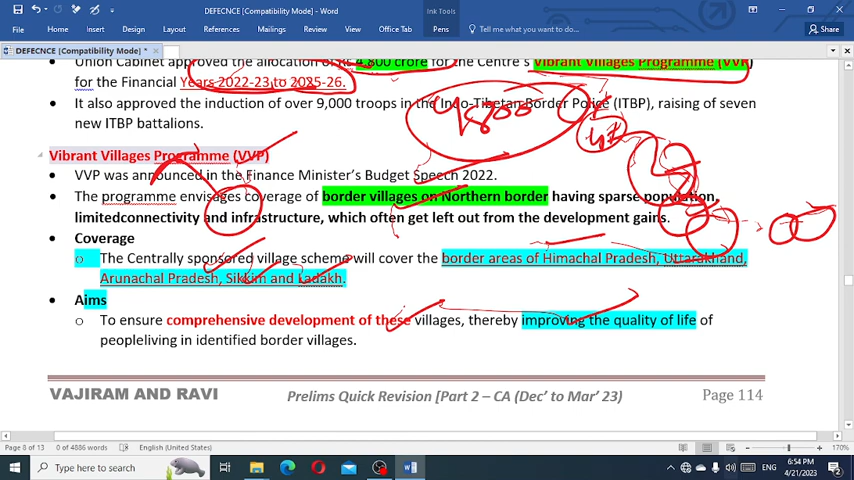 DEFECNCE [Compatibility Mode] - Word
Ink Tools
File
Home
Insert
Design
Layout
References
Mailings
Review
View
Office Tab
Pens
Tell me what you want to do...
Share
DEFECNCE [Compatibility Mode] *
Union Cabinet approved the allocation of Rs 4,800 crore for the Centre's Vibrant Villages Programme (VVP)
for the Financial Years 2022-23 to 2025-26.
It also approved the induction of over 9,000 troops in the Indo-Tibetan Border Police (ITBP), raising of seven
new ITBP battalions.
4800
Vibrant Villages Programme (VVP)
VVP was announced in the Finance Minister's Budget Speech 2022.
The programme envisages coverage of border villages on Northern border having sparse population,
limitedconnectivity and infrastructure, which often get left out from the development gains.
Coverage
The Centrally sponsored village scheme will cover the border areas of Himachal Pradesh, Uttarakhand,
Arunachal Pradesh, Sikkim and Ladakh.
Aims
To ensure comprehensive development of these villages, thereby improving the quality of life of
peopleliving in identified border villages.
VAJIRAM AND RAVI
Prelims Quick Revision [Part 2 – CA (Dec' to Mar' 23)
Page 114
Page 8 of 13
0 of 4896 words
English (United States)
170%
Type here to search
ENG
6:54 PM
4/21/2023